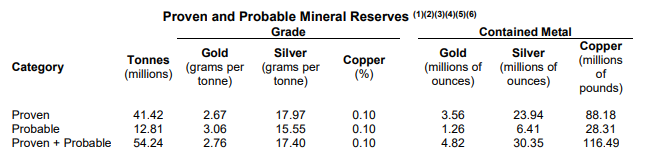 Proven and Probable Mineral Reserves (1)(2)(3)(4)(5)(6)
Grade Contained Metal
Category Tonnes (millions) Gold (grams per tonne) Silver (grams per tonne) Copper (%) Gold (millions of ounces) Silver (millions of ounces) Copper (millions of pounds)
Proven 41.42 2.67 17.97 0.10 3.56 23.94 88.18
Probable 12.81 3.06 15.55 0.10 1.26 6.41 28.31
Proven + Probable 54.24 2.76 17.40 0.10 4.82 30.35 116.49